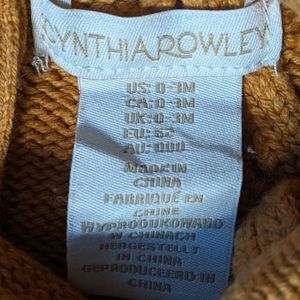 CYNTHIA ROWLEY
US: 0-3M
CA: 0-3M
UK: 0-3M
EU: 62
AU: 000
MADE IN
CHINA
FABRIQUÉ EN
CHINE
WYPRODUKOWANO
W CHINACH
HERGESTELLT
IN CHINA
GEPRODUCEERD IN
CHINA